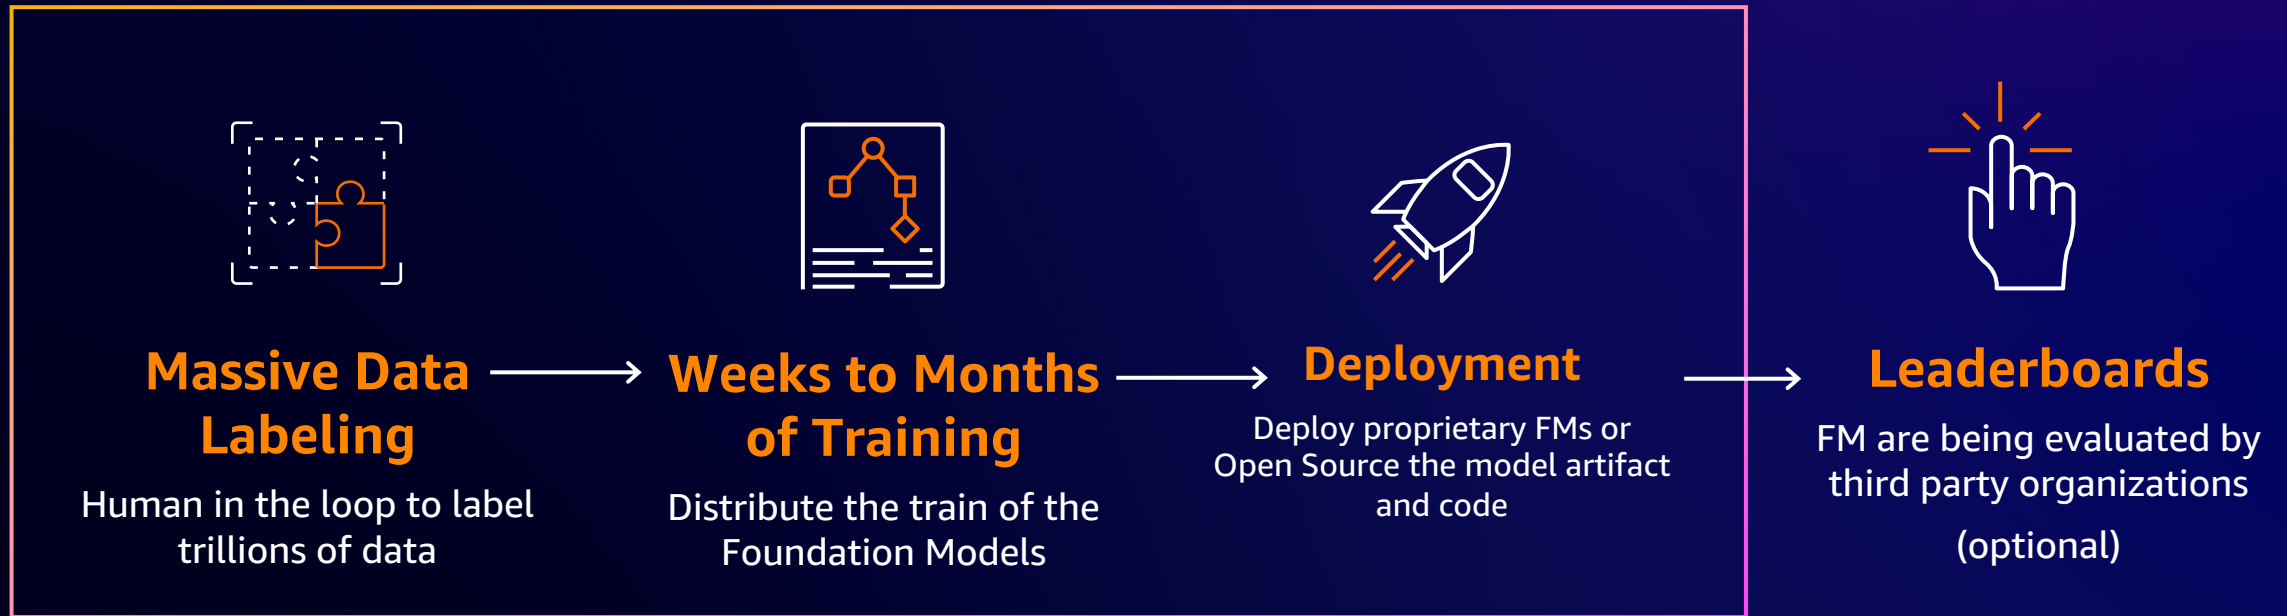 Massive Data
Labeling
Human in the loop to label
trillions of data
Weeks to Months
of Training
Distribute the train of the
Foundation Models
Deployment
Deploy proprietary FMs or
Open Source the model artifact
and code
Leaderboards
FM are being evaluated by
third party organizations
(optional)